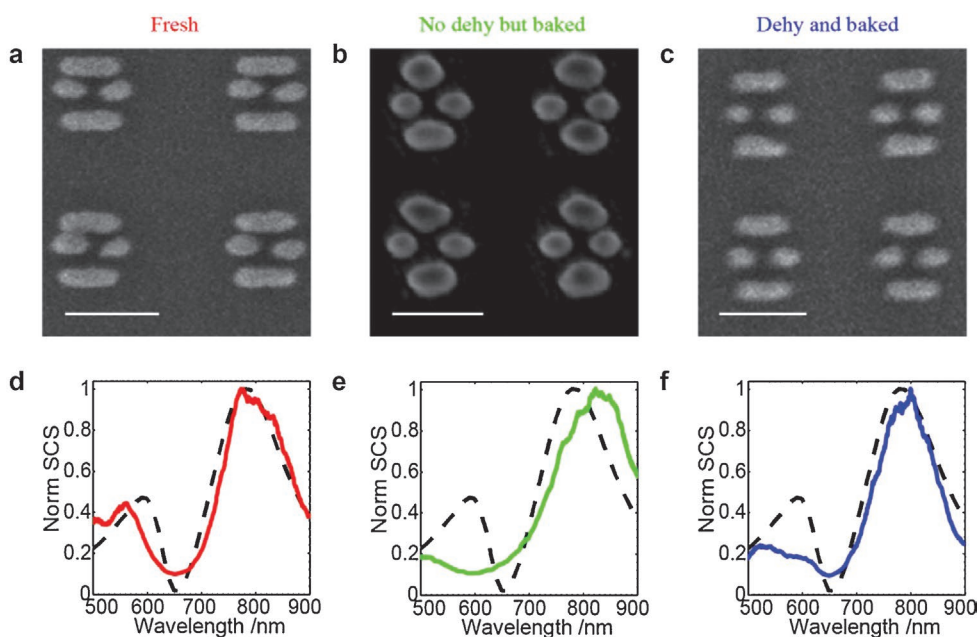 Fresh
No dehy but baked
Dehy and baked
a
b
c
d
e
f
1
0.8
0.6
0.4
0.2
0
Norm SCS
500 600 700 800 900
Wavelength /nm
1
0.8
0.6
0.4
0.2
0
Norm SCS
500 600 700 800 900
Wavelength /nm
1
0.8
0.6
0.4
0.2
0
Norm SCS
500 600 700 800 900
Wavelength /nm